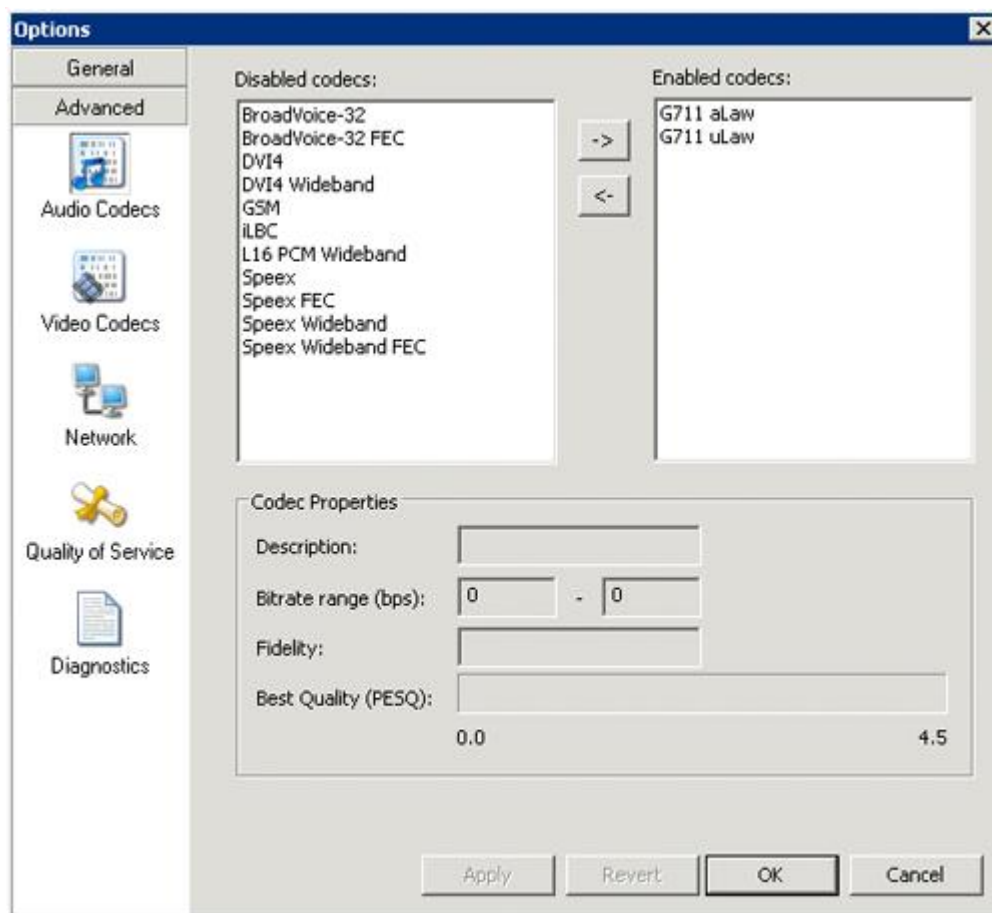 Options
General
Advanced
Audio Codecs
Video Codecs
Network
Quality of Service
Diagnostics
Disabled codecs:
BroadVoice-32
BroadVoice-32 FEC
DVI4
DVI4 Wideband
GSM
iLBC
L16 PCM Wideband
Speex
Speex FEC
Speex Wideband
Speex Wideband FEC
->
<-
Enabled codecs:
G711 aLaw
G711 uLaw
Codec Properties
Description:
Bitrate range (bps): 0 - 0
Fidelity:
Best Quality (PESQ):
0.0 4.5
Apply Revert OK Cancel